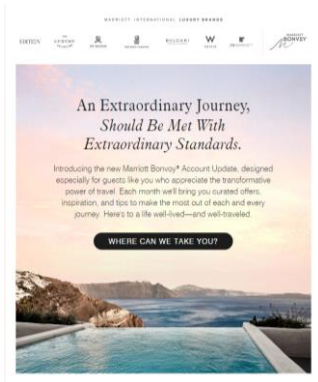 MARRIOTT INTERNATIONAL LUXURY BRANDS
EDITION
BVLGARI
W
HOTELS
MARRIOTT
BONVOY
An Extraordinary Journey,
Should Be Met With
Extraordinary Standards.
Introducing the new Marriott Bonvoy® Account Update, designed
especially for guests like you who appreciate the transformative
power of travel. Each month we'll bring you curated offers,
inspiration, and tips to make the most out of each and every
journey. Here's to a life well-lived—and well-traveled.
WHERE CAN WE TAKE YOU?